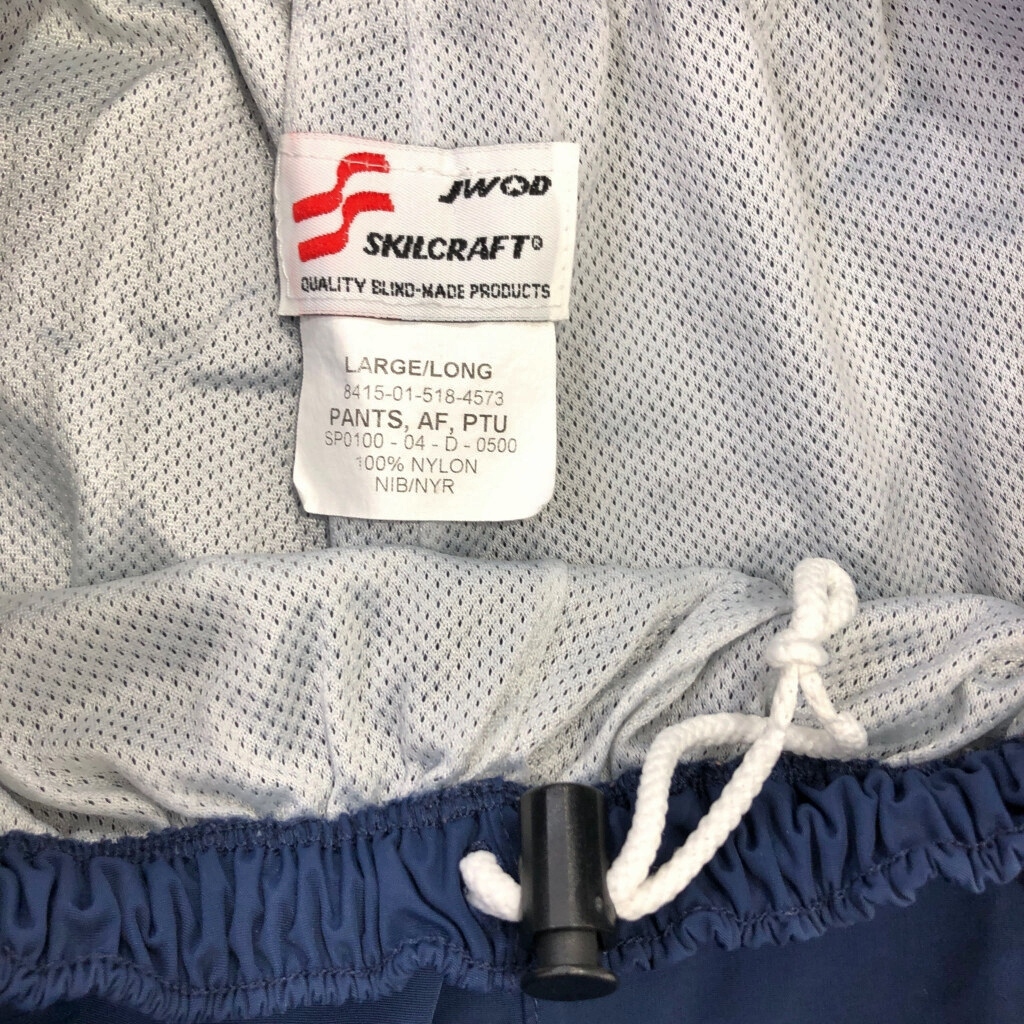 JWOD
SKILCRAFT®
QUALITY BLIND-MADE PRODUCTS
LARGE/LONG
8415-01-518-4573
PANTS, AF, PTU
SP0100 - 04 - D - 0500
100% NYLON
NIB/NYR